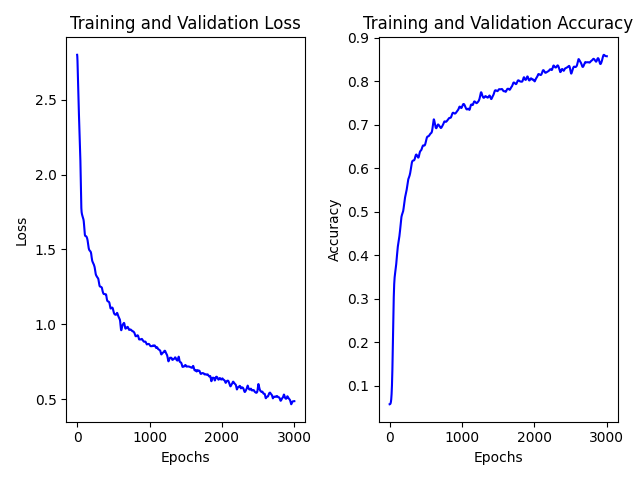 Training and Validation Loss
Loss
2.5
2.0
1.5
1.0
0.5
0 1000 2000 3000
Epochs
Training and Validation Accuracy
Accuracy
0.9
0.8
0.7
0.6
0.5
0.4
0.3
0.2
0.1
0 1000 2000 3000
Epochs